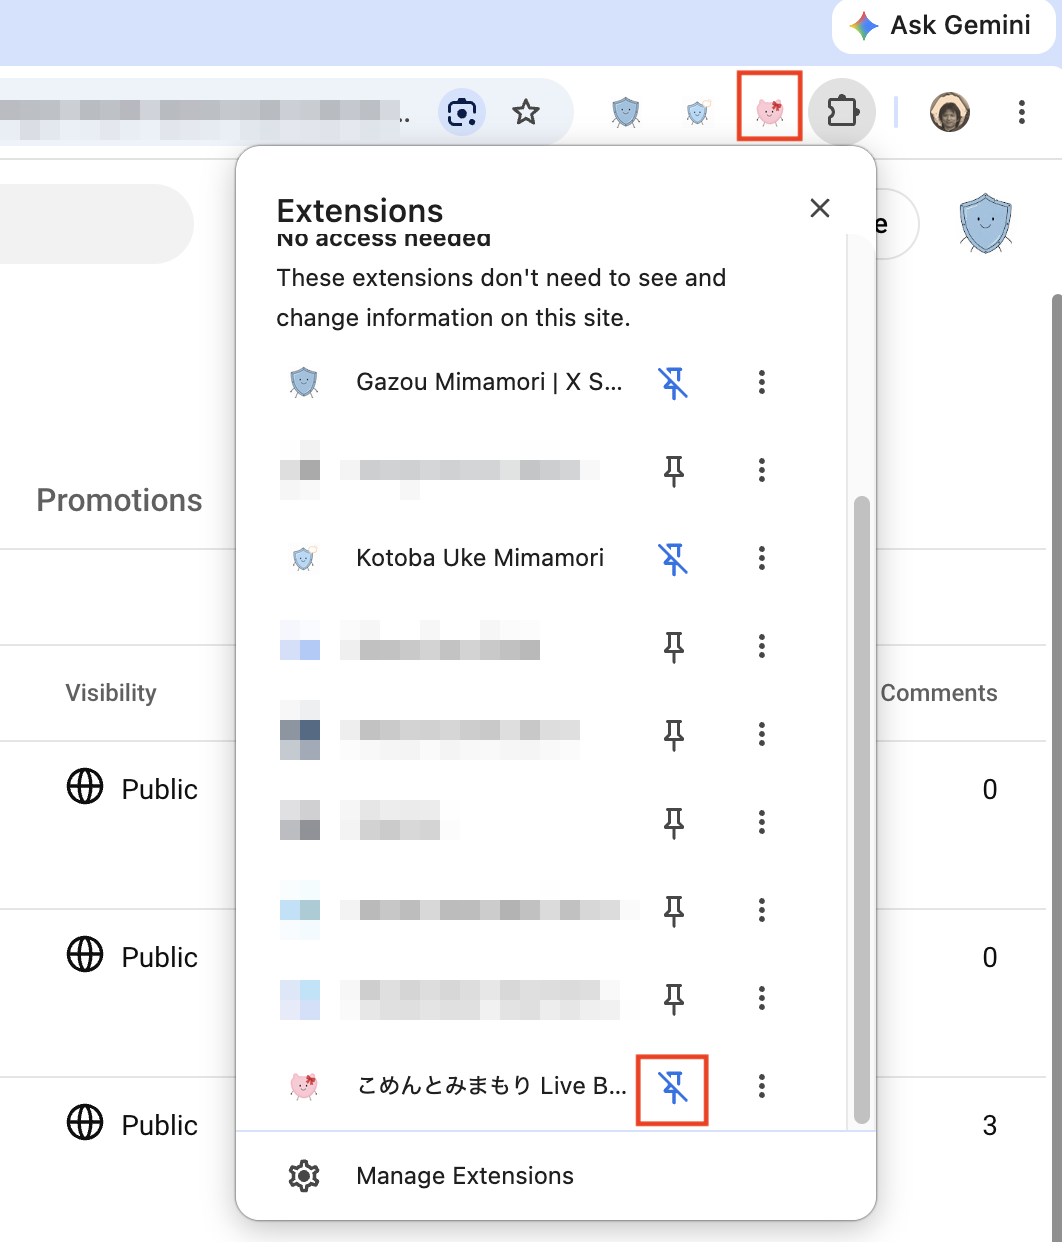 Ask Gemini
..
Extensions
e
No access needed
These extensions don't need to see and
change information on this site.
Gazou Mimamori | X S...
Promotions
Kotoba Uke Mimamori
Visibility
Comments
Public
0
Public
0
こめんとみまもり Live B...
Public
3
Manage Extensions